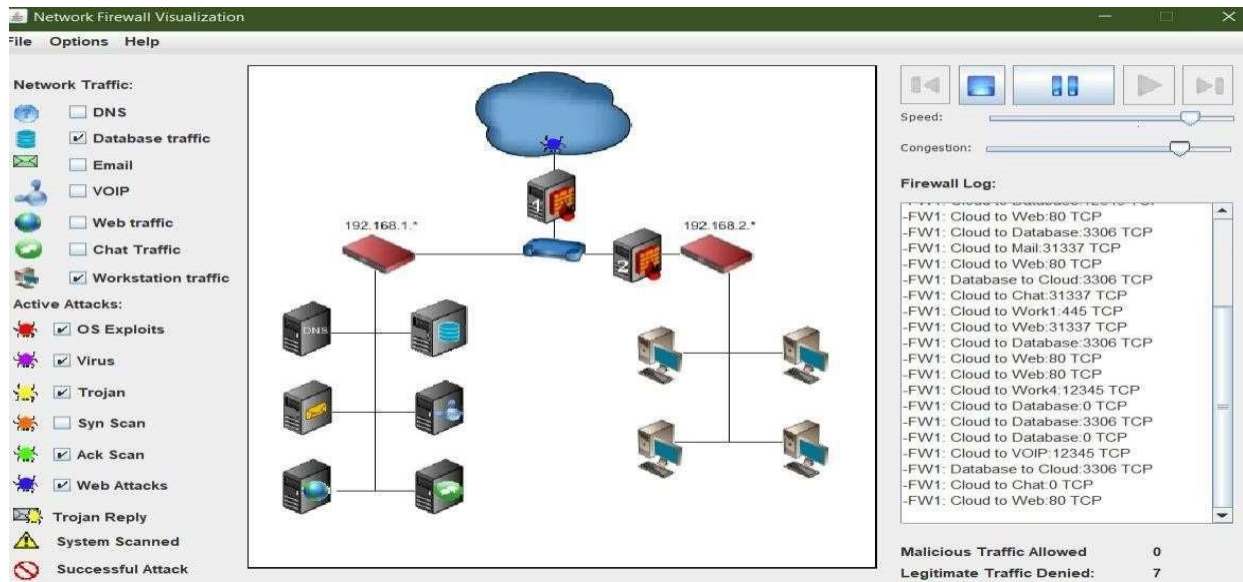 Network Firewall Visualization
File Options Help
Network Traffic:
DNS
Database traffic
Email
VOIP
Web traffic
Chat Traffic
Workstation traffic
Active Attacks:
OS Exploits
Virus
Trojan
Syn Scan
Ack Scan
Web Attacks
Trojan Reply
System Scanned
Successful Attack
1
192.168.1.*
192.168.2.*
2
DNS
Speed:
Congestion:
Firewall Log:
-FW1: Cloud to Database:12345 TCP
-FW1: Cloud to Web:80 TCP
-FW1: Cloud to Database:3306 TCP
-FW1: Cloud to Mail:31337 TCP
-FW1: Cloud to Web:80 TCP
-FW1: Database to Cloud:3306 TCP
-FW1: Cloud to Chat:31337 TCP
-FW1: Cloud to Work1:445 TCP
-FW1: Cloud to Web:31337 TCP
-FW1: Cloud to Database:3306 TCP
-FW1: Cloud to Web:80 TCP
-FW1: Cloud to Web:80 TCP
-FW1: Cloud to Work4:12345 TCP
-FW1: Cloud to Database:0 TCP
-FW1: Cloud to Database:3306 TCP
-FW1: Cloud to Database:0 TCP
-FW1: Cloud to VOIP:12345 TCP
-FW1: Database to Cloud:3306 TCP
-FW1: Cloud to Chat:0 TCP
-FW1: Cloud to Web:80 TCP
Malicious Traffic Allowed 0
Legitimate Traffic Denied: 7